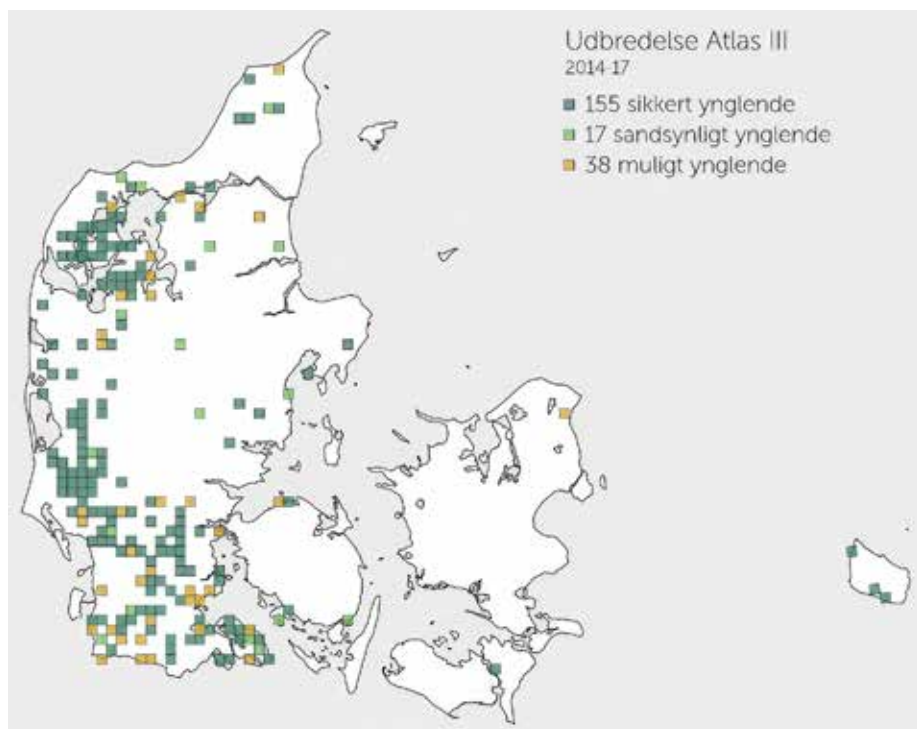 Udbredelse Atlas III
2014-17
155 sikkert ynglende
17 sandsynligt ynglende
38 muligt ynglende